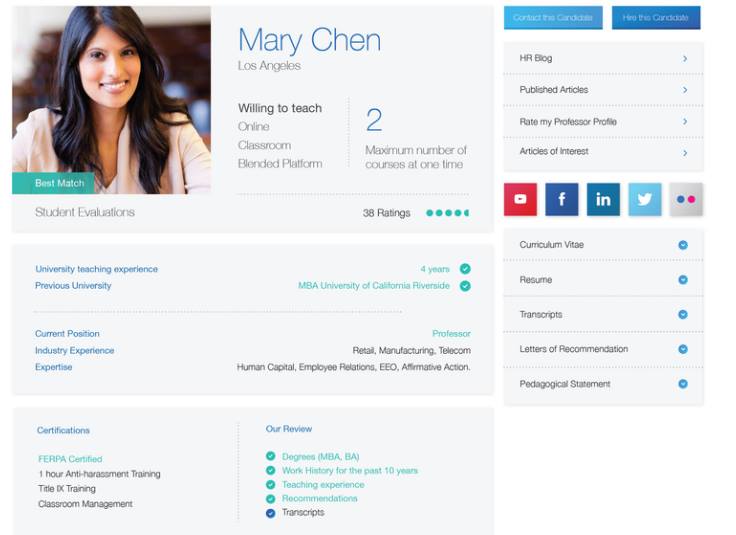 Mary Chen
Los Angeles
Willing to teach
Online
Classroom
Blended Platform
2
Maximum number of
courses at one time
Best Match
Student Evaluations
38 Ratings
University teaching experience
4 years
Previous University
MBA University of California Riverside
Current Position
Professor
Industry Experience
Retail, Manufacturing, Telecom
Expertise
Human Capital, Employee Relations, EEO, Affirmative Action.
Certifications
FERPA Certified
1 hour Anti-harassment Training
Title IX Training
Classroom Management
Our Review
Degrees (MBA, BA)
Work History for the past 10 years
Teaching experience
Recommendations
Transcripts
Contact this Candidate
Hire this Candidate
HR Blog
Published Articles
Rate my Professor Profile
Articles of Interest
f
in
Curriculum Vitae
Resume
Transcripts
Letters of Recommendation
Pedagogical Statement